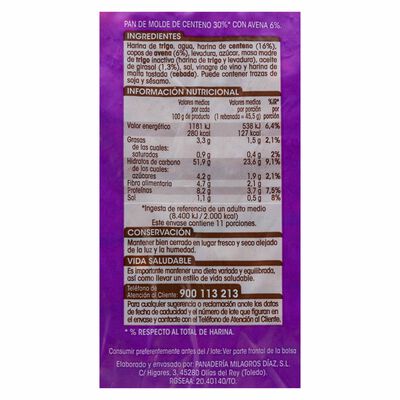 PAN DE MOLDE DE CENTENO 30%* CON AVENA 6%.
INGREDIENTES
Harina de trigo, agua, harina de centeno (16%),
copos de avena (6%), levadura, azúcar, masa madre
de trigo inactiva (harina de trigo y levadura), aceite
de girasol (1,3%), sal, vinagre de vino y harina de
malta tostada (cebada). Puede contener trazas de
soja y sésamo.
INFORMACIÓN NUTRICIONAL
Valores medios Valores medios %IR*
por cada por porción por
100 g de producto (1 rebanada = 45,5 g) porción
Valor energético 1181 kJ 538 kJ 6,4%
280 kcal 127 kcal
Grasas 3,3 g 1,5 g 2,1%
de las cuales:
saturadas 0,9 g 0,4 g 2%
Hidratos de carbono 51,9 g 23,6 g 9,1%
de los cuales:
azúcares 4,2 g 1,9 g 2,1%
Fibra alimentaria 4,7 g 2,1 g
Proteínas 8,2 g 3,7 g 7,5%
Sal 1,1 g 0,5 g 8%
*Ingesta de referencia de un adulto medio
(8.400 kJ / 2.000 kcal)
Este envase contiene 11 porciones.
CONSERVACIÓN
Mantener bien cerrado en lugar fresco y seco alejado
de la luz y la humedad.
VIDA SALUDABLE
Es importante mantener una dieta variada y equilibrada,
así como llevar un estilo de vida saludable.
Teléfono de
Atención al Cliente: 900 113 213
Para cualquier sugerencia o reclamación anote los datos
de fecha de caducidad y el número de lote que figuran en
el envase y contacte con el Teléfono de Atención al Cliente.
* % RESPECTO AL TOTAL DE HARINA.
Consumir preferentemente antes del / lote: Ver parte frontal de la bolsa
Elaborado y envasado por: PANADERÍA MILAGROS DÍAZ, S.L.
C/ Higares, 3, 45280 Olías del Rey (Toledo).
RGSEAA: 20.40140/TO.